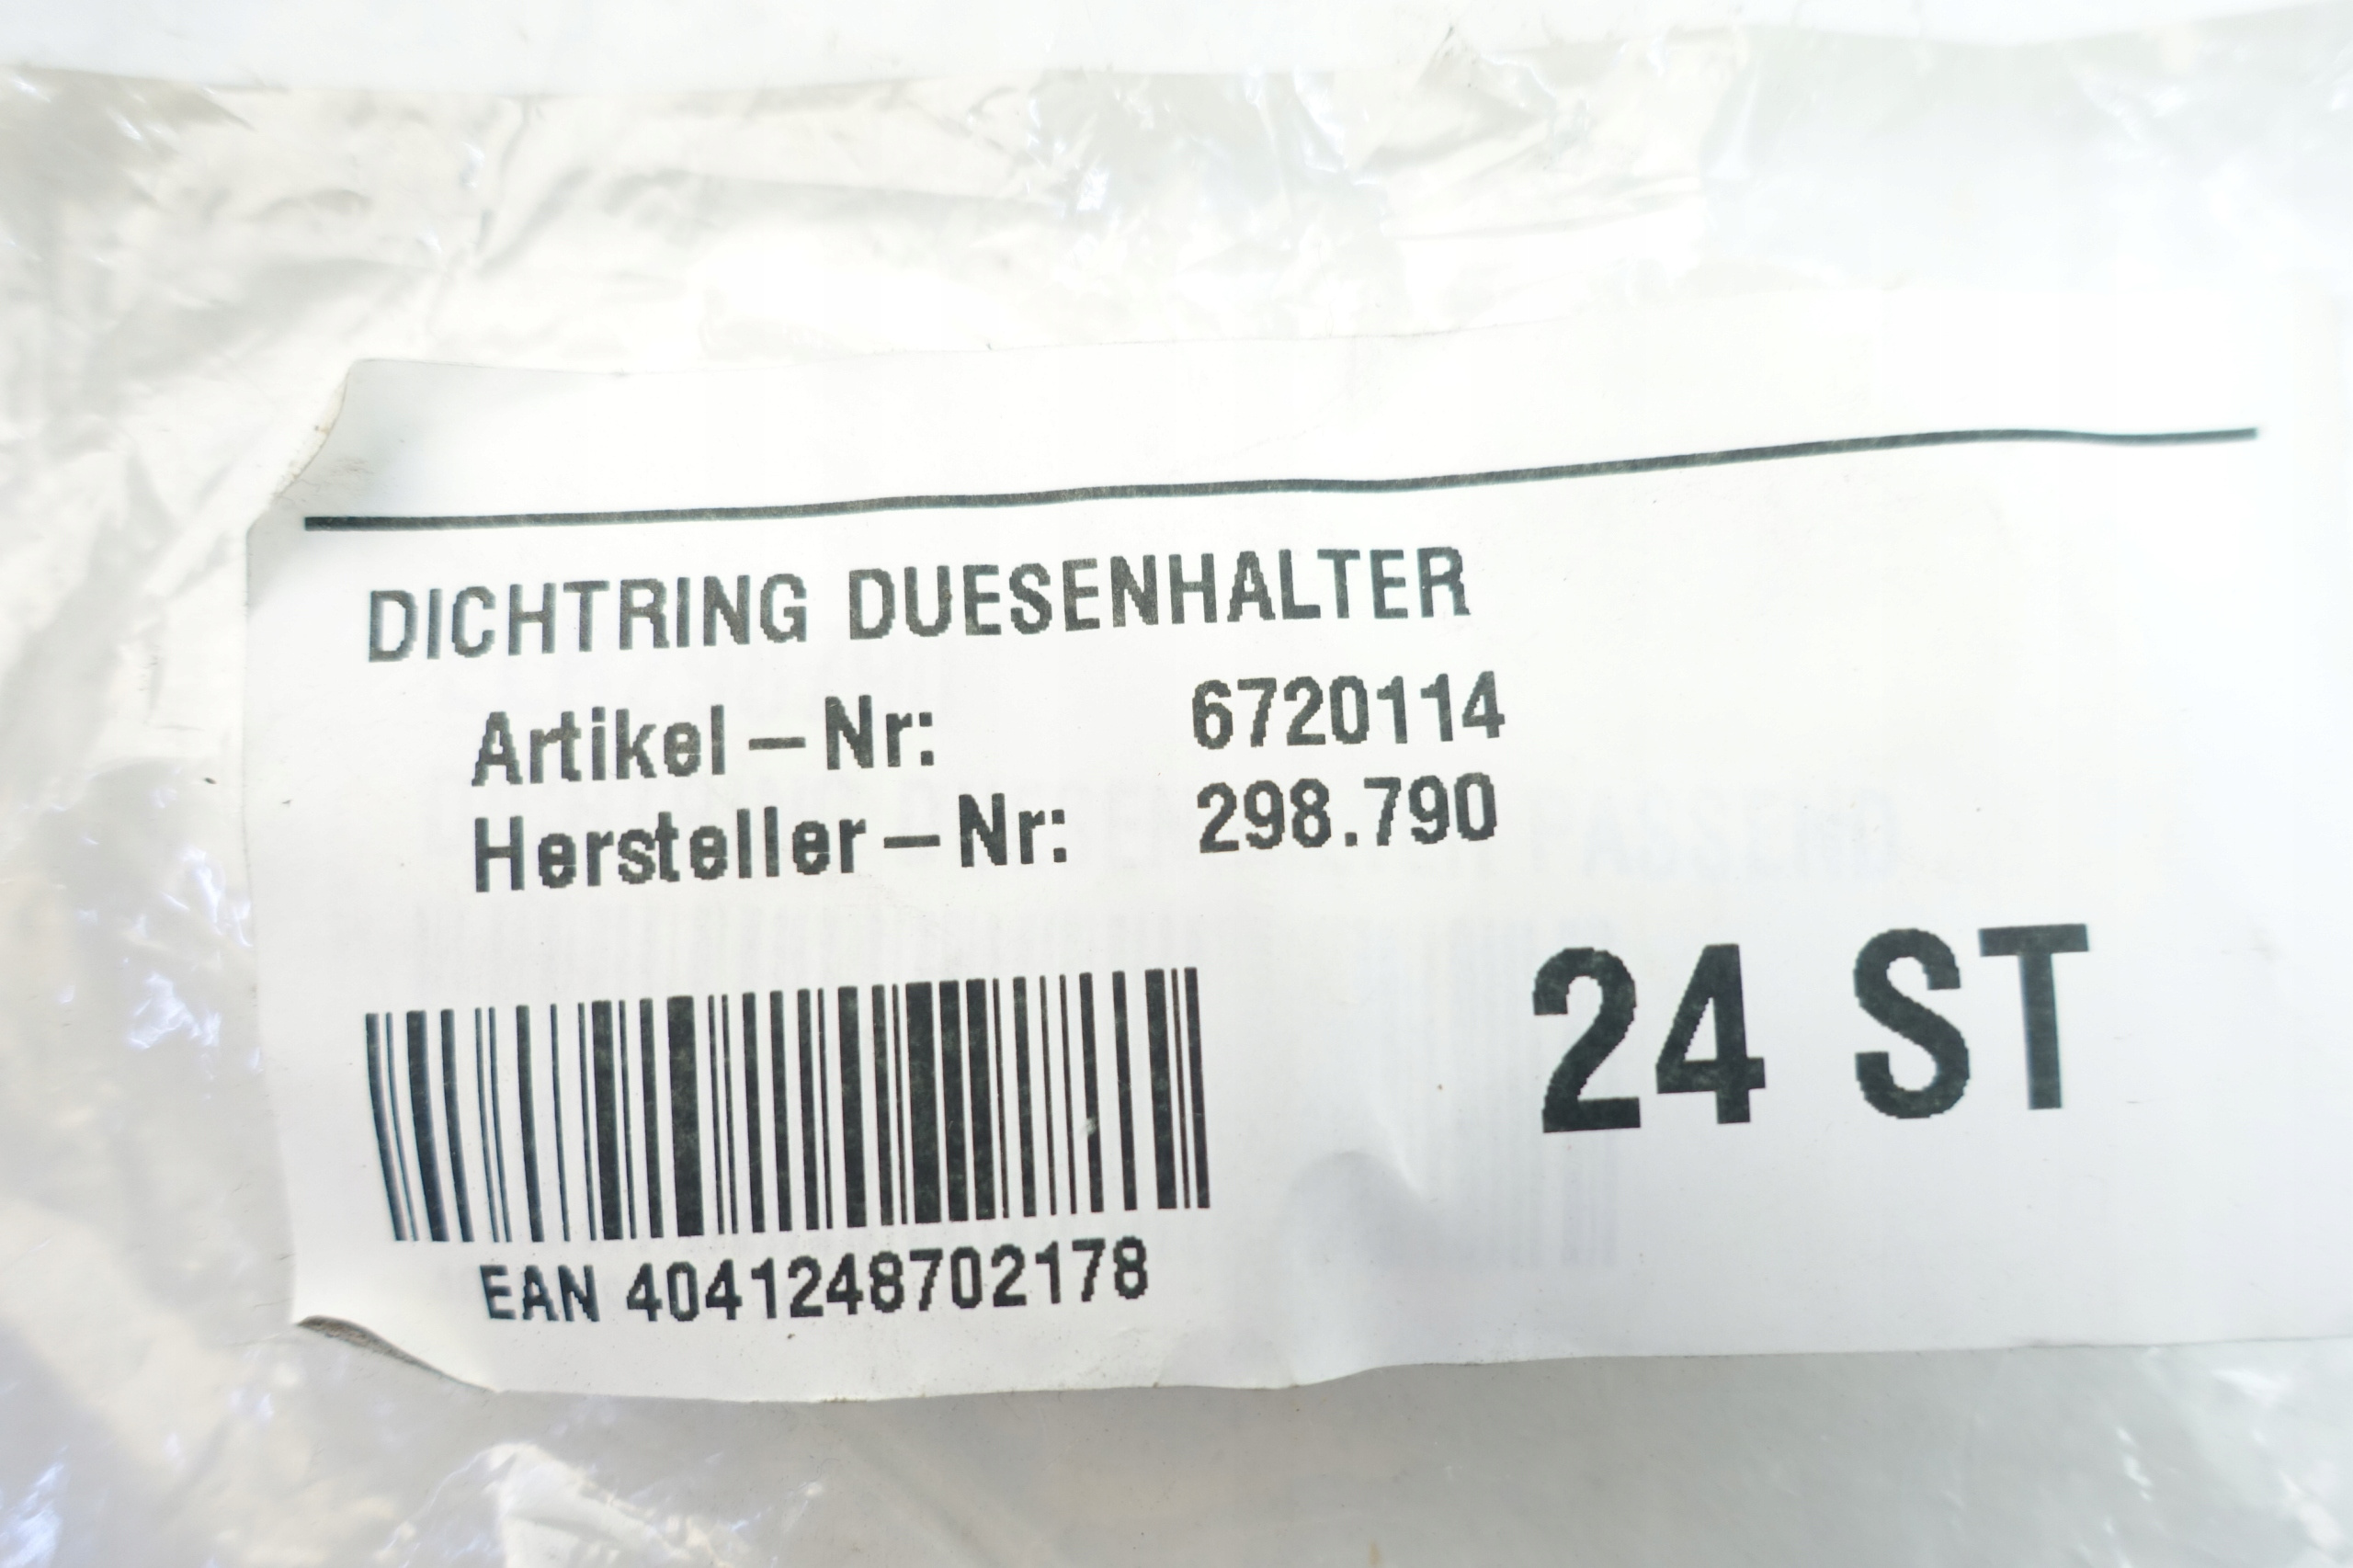 DICHTRING DUESENHALTER
Artikel-Nr: 6720114
Hersteller-Nr: 298.790
24 ST
EAN 4041248702178